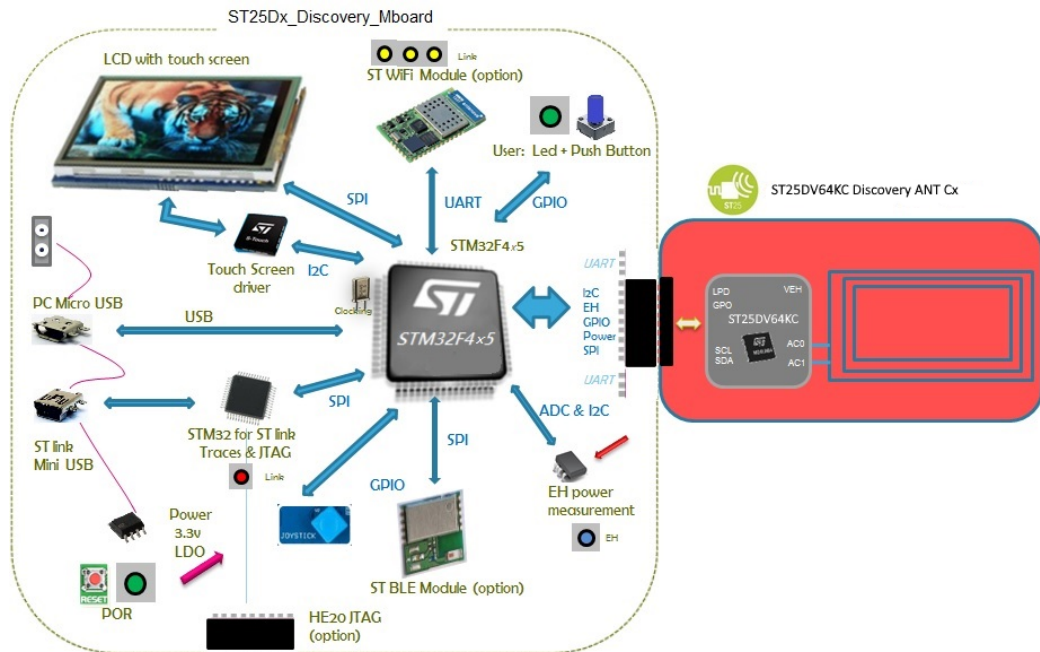 ST25Dx_Discovery_Mboard
LCD with touch screen
Link
ST WiFi Module (option)
User: Led + Push Button
SPI
UART
GPIO
STM32F4x5
Touch Screen
driver
I2C
Clocking
PC Micro USB
USB
STM32F4x5
UART
I2C
EH
GPIO
Power
SPI
UART
ST25
ST25DV64KC Discovery ANT Cx
LPD
GPO
VEH
ST25DV64KC
SCL
SDA
AC0
AC1
ST link
Mini USB
STM32 for ST link
Traces & JTAG
Link
SPI
GPIO
SPI
ADC & I2C
EH power
measurement
EH
JOYSTICK
ST BLE Module (option)
Power
3.3v
LDO
RESET
POR
HE20 JTAG
(option)